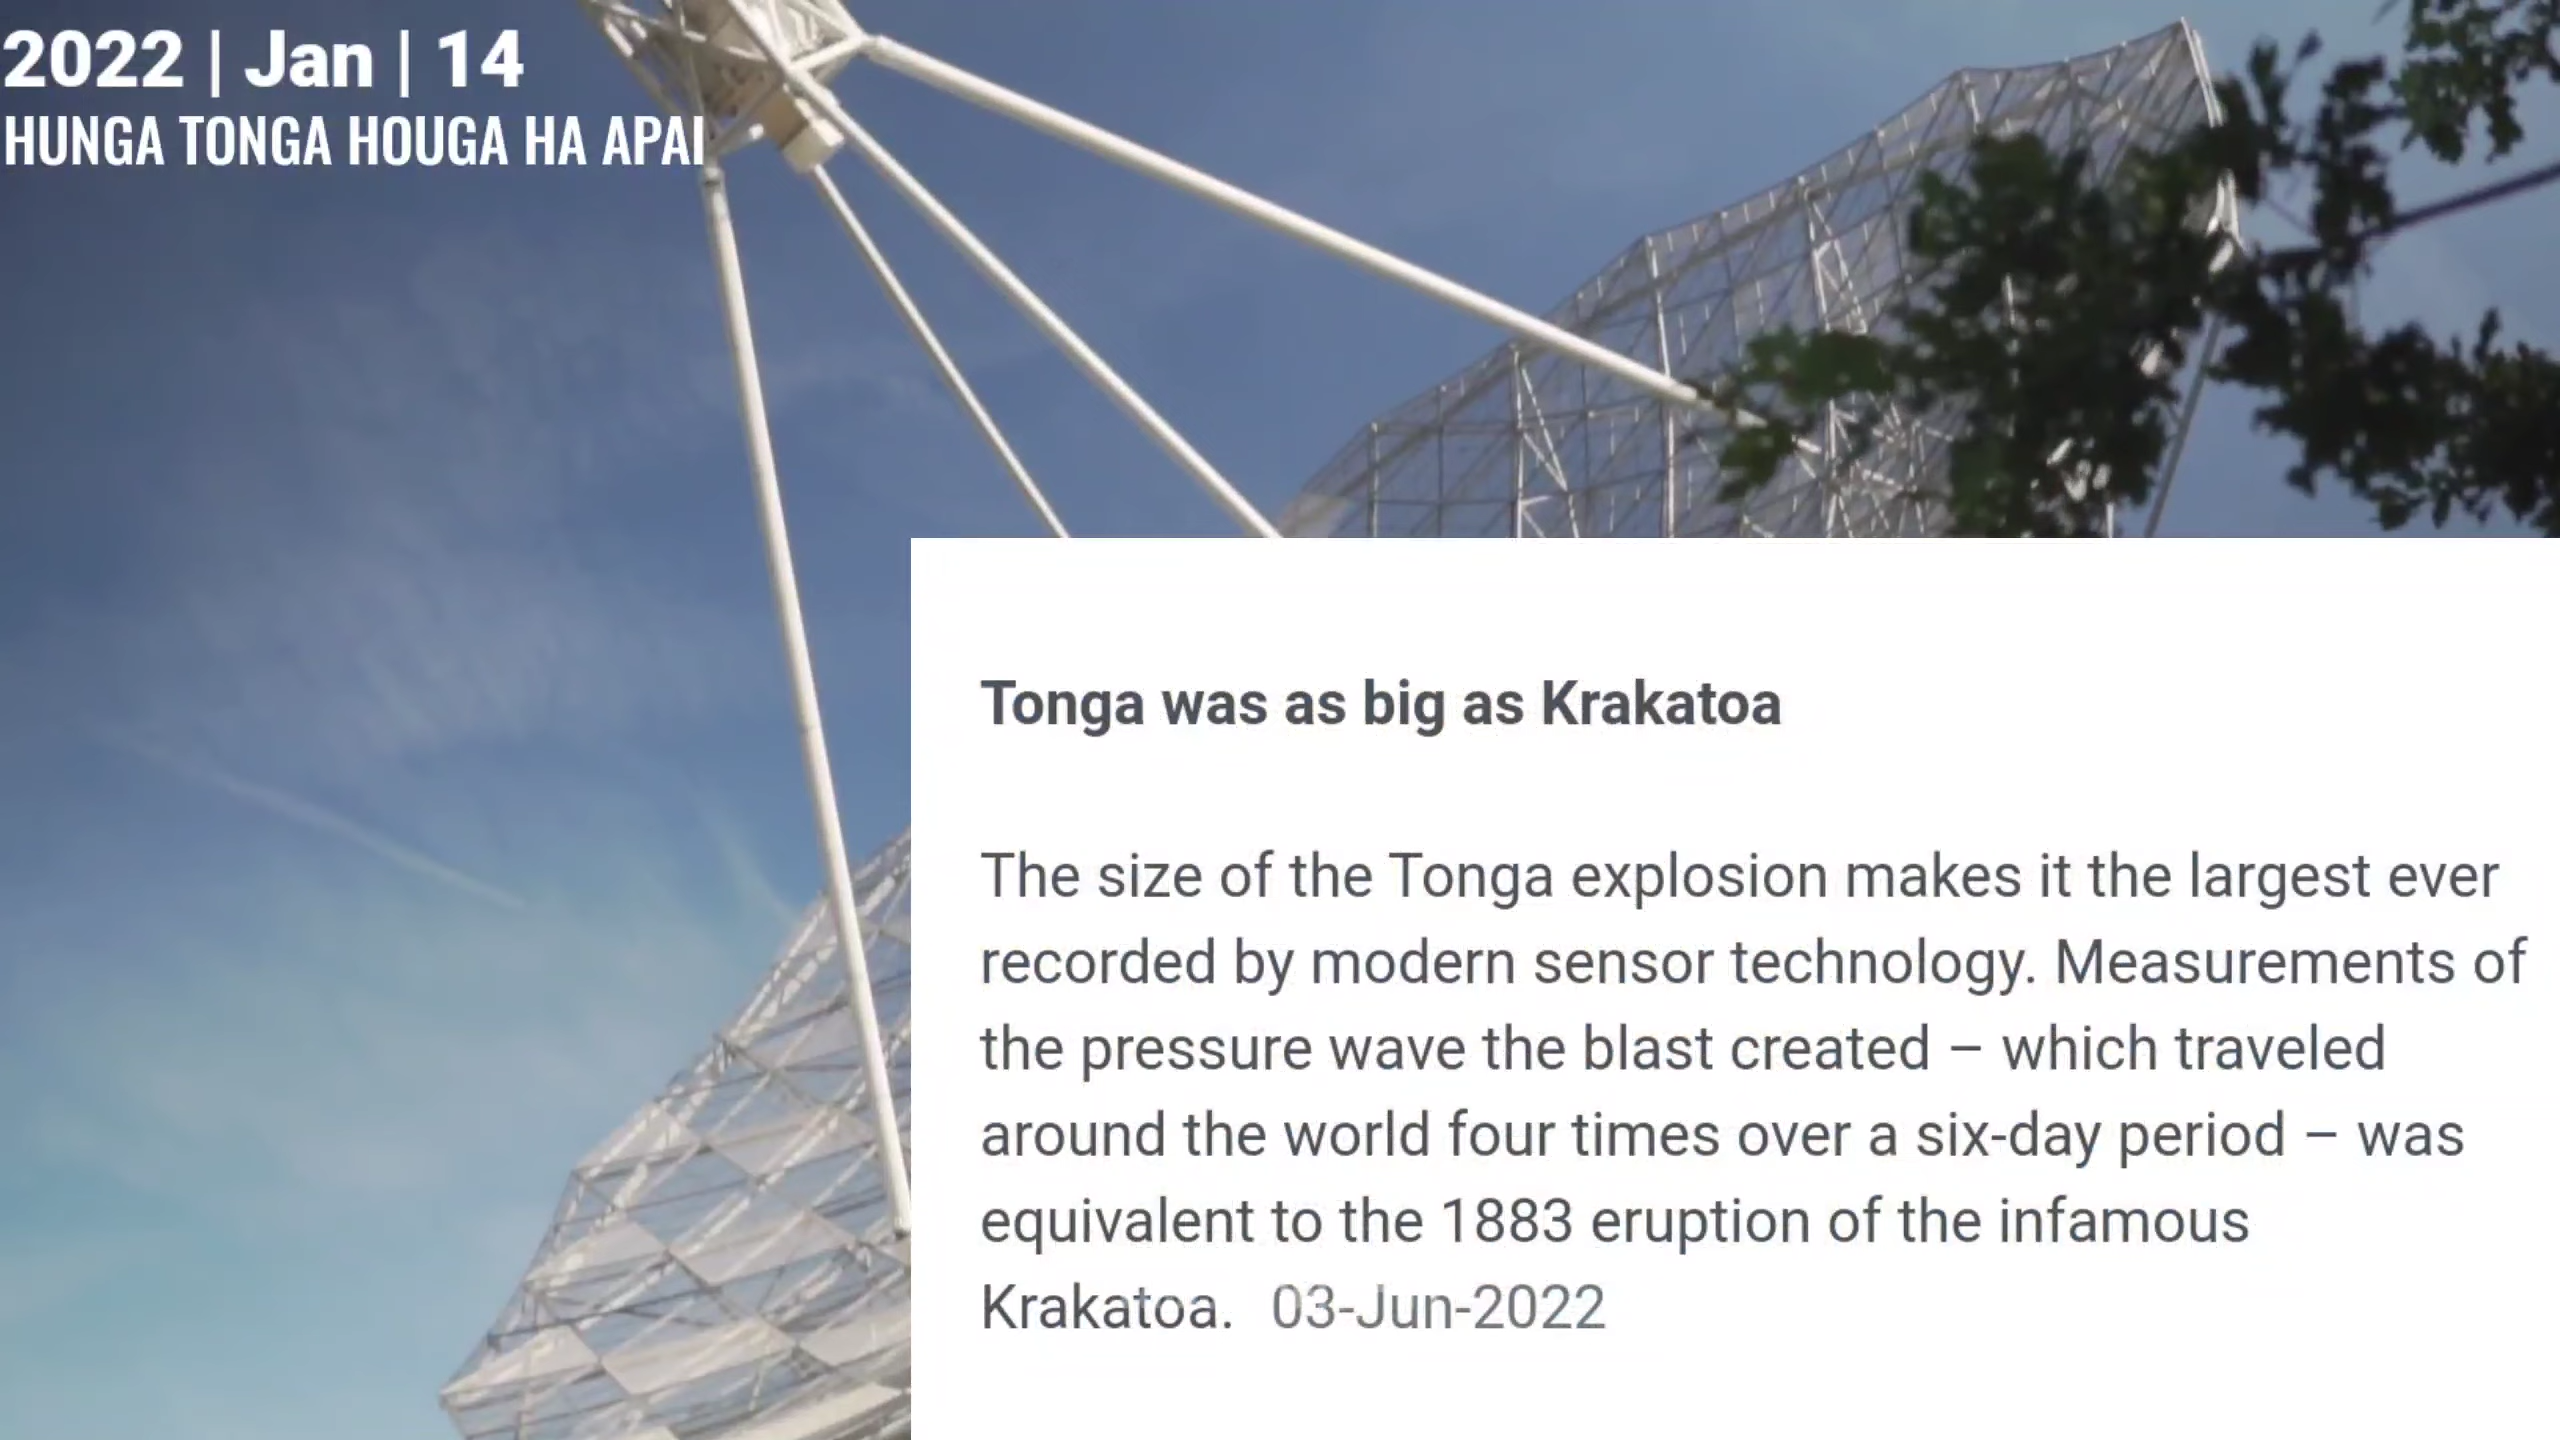 2022 | Jan | 14
HUNGA TONGA HOUGA HA APAI
Tonga was as big as Krakatoa
The size of the Tonga explosion makes it the largest ever
recorded by modern sensor technology. Measurements of
the pressure wave the blast created – which traveled
around the world four times over a six-day period – was
equivalent to the 1883 eruption of the infamous
Krakatoa. 03-Jun-2022